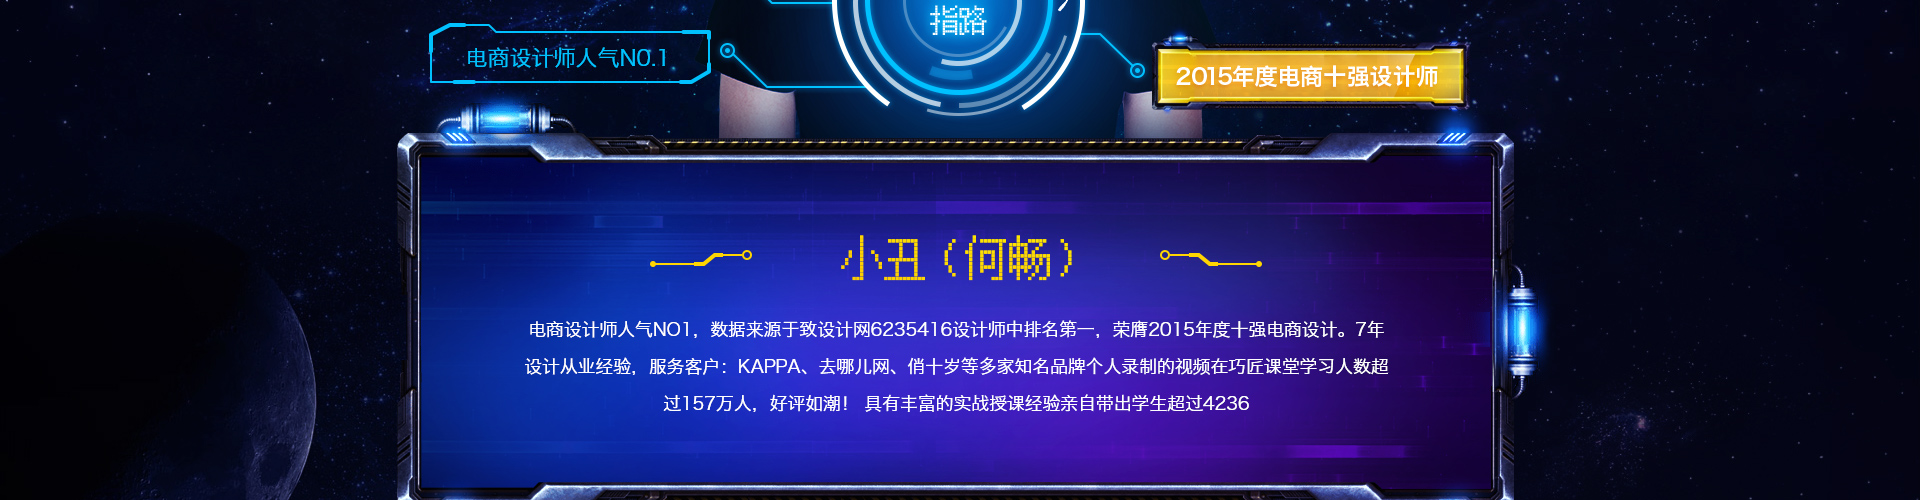 指路
电商设计师人气NO.1
2015年度电商十强设计师
小丑（何畅）
电商设计师人气NO1，数据来源于致设计网6235416设计师中排名第一，荣膺2015年度十强电商设计。7年
设计从业经验，服务客户：KAPPA、去哪儿网、俏十岁等多家知名品牌个人录制的视频在巧匠课堂学习人数超
过157万人，好评如潮！ 具有丰富的实战授课经验亲自带出学生超过4236